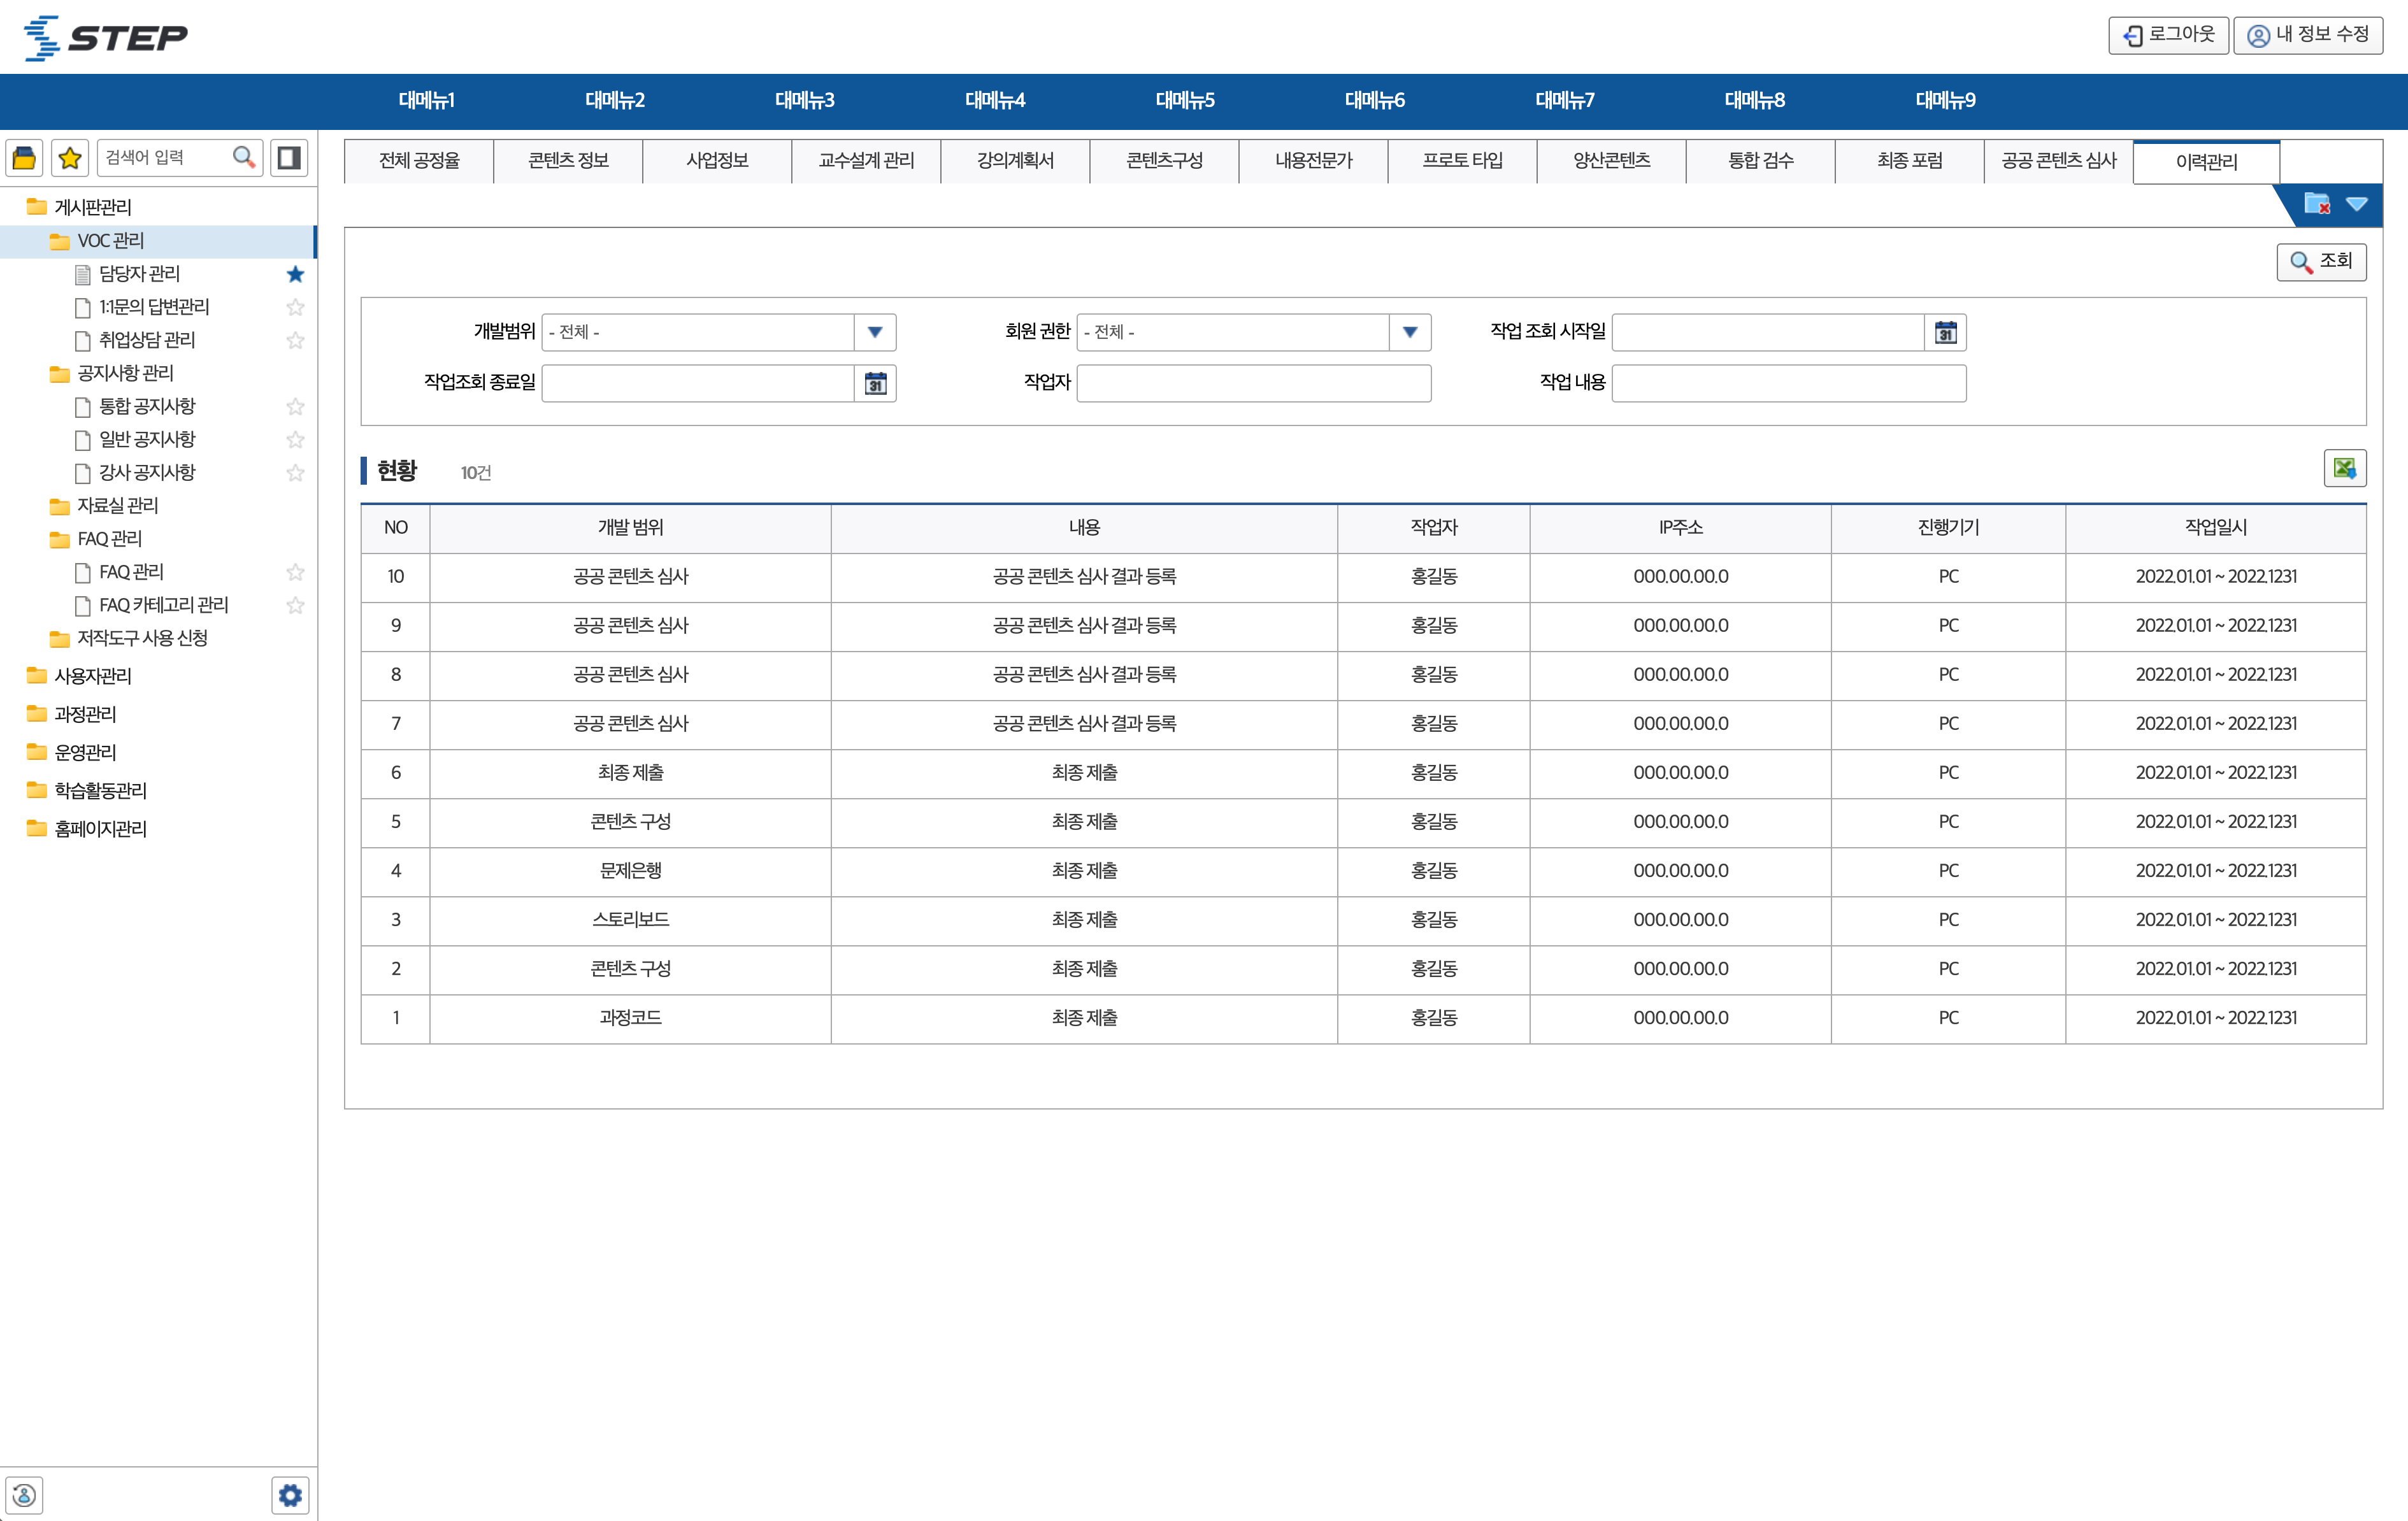 STEP
로그아웃 내 정보 수정
대메뉴1 대메뉴2 대메뉴3 대메뉴4 대메뉴5 대메뉴6 대메뉴7 대메뉴8 대메뉴9
검색어 입력
게시판관리
VOC 관리
담당자 관리
1:1문의 답변관리
취업상담 관리
공지사항 관리
통합 공지사항
일반 공지사항
강사 공지사항
자료실 관리
FAQ 관리
FAQ 관리
FAQ 카테고리 관리
저작도구 사용 신청
사용자관리
과정관리
운영관리
학습활동관리
홈페이지관리
전체 공정율 콘텐츠 정보 사업정보 교수설계 관리 강의계획서 콘텐츠구성 내용전문가 프로토 타입 양산콘텐츠 통합 검수 최종 포럼 공공 콘텐츠 심사 이력관리
조회
개발범위 - 전체 - 회원 권한 - 전체 - 작업 조회 시작일 31
작업조회 종료일 31 작업자 작업 내용
현황 10건
NO 개발 범위 내용 작업자 IP주소 진행기기 작업일시
10 공공 콘텐츠 심사 공공 콘텐츠 심사 결과 등록 홍길동 000.00.00.0 PC 2022.01.01 ~ 2022.1231
9 공공 콘텐츠 심사 공공 콘텐츠 심사 결과 등록 홍길동 000.00.00.0 PC 2022.01.01 ~ 2022.1231
8 공공 콘텐츠 심사 공공 콘텐츠 심사 결과 등록 홍길동 000.00.00.0 PC 2022.01.01 ~ 2022.1231
7 공공 콘텐츠 심사 공공 콘텐츠 심사 결과 등록 홍길동 000.00.00.0 PC 2022.01.01 ~ 2022.1231
6 최종 제출 최종 제출 홍길동 000.00.00.0 PC 2022.01.01 ~ 2022.1231
5 콘텐츠 구성 최종 제출 홍길동 000.00.00.0 PC 2022.01.01 ~ 2022.1231
4 문제은행 최종 제출 홍길동 000.00.00.0 PC 2022.01.01 ~ 2022.1231
3 스토리보드 최종 제출 홍길동 000.00.00.0 PC 2022.01.01 ~ 2022.1231
2 콘텐츠 구성 최종 제출 홍길동 000.00.00.0 PC 2022.01.01 ~ 2022.1231
1 과정코드 최종 제출 홍길동 000.00.00.0 PC 2022.01.01 ~ 2022.1231